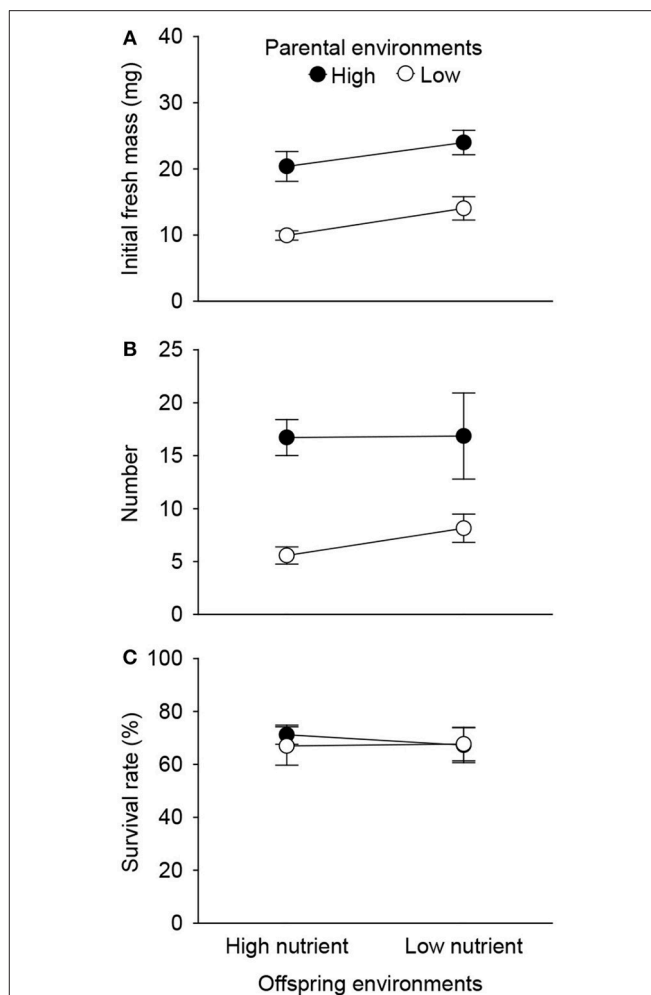 A
Parental environments
High Low
Initial fresh mass (mg)
40
30
20
10
0
B
Number
25
20
15
10
5
0
C
Survival rate (%)
100
80
60
40
20
0
High nutrient Low nutrient
Offspring environments